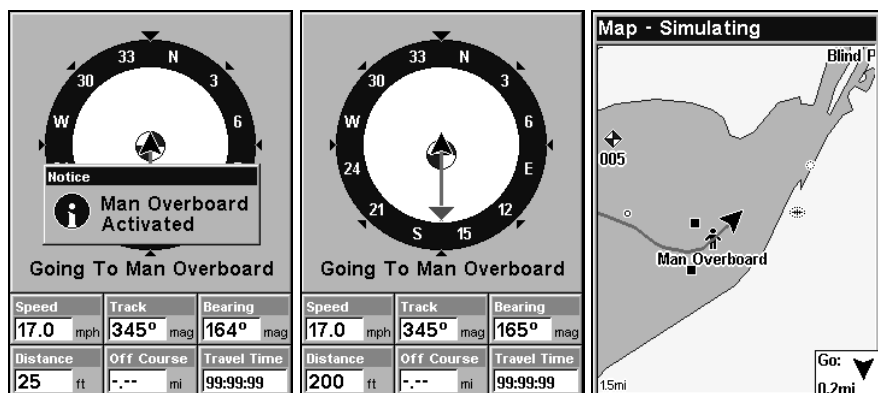 33 N
30 3
W 6
Notice
Man Overboard
Activated
Going To Man Overboard
Speed Track Bearing
17.0 mph 345º mag 164º mag
Distance Off Course Travel Time
25 ft -.-- mi 99:99:99
33 N
30 3
W 6
24 E
21 12
S 15
Going To Man Overboard
Speed Track Bearing
17.0 mph 345º mag 165º mag
Distance Off Course Travel Time
200 ft -.-- mi 99:99:99
Map - Simulating
Blind P
005
Man Overboard
Go:
1.5mi 0.2mi